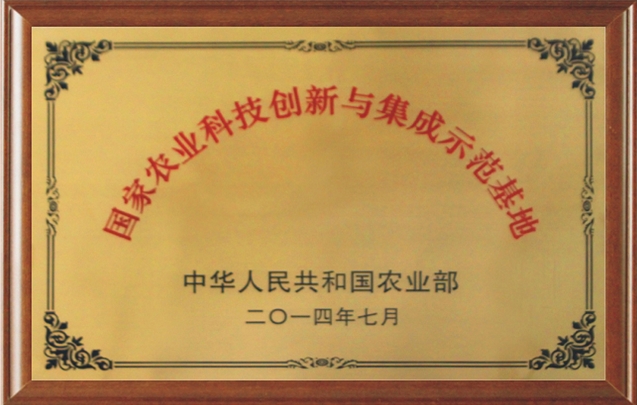 国家农业科技创新与集成示范基地
中华人民共和国农业部
二〇一四年七月